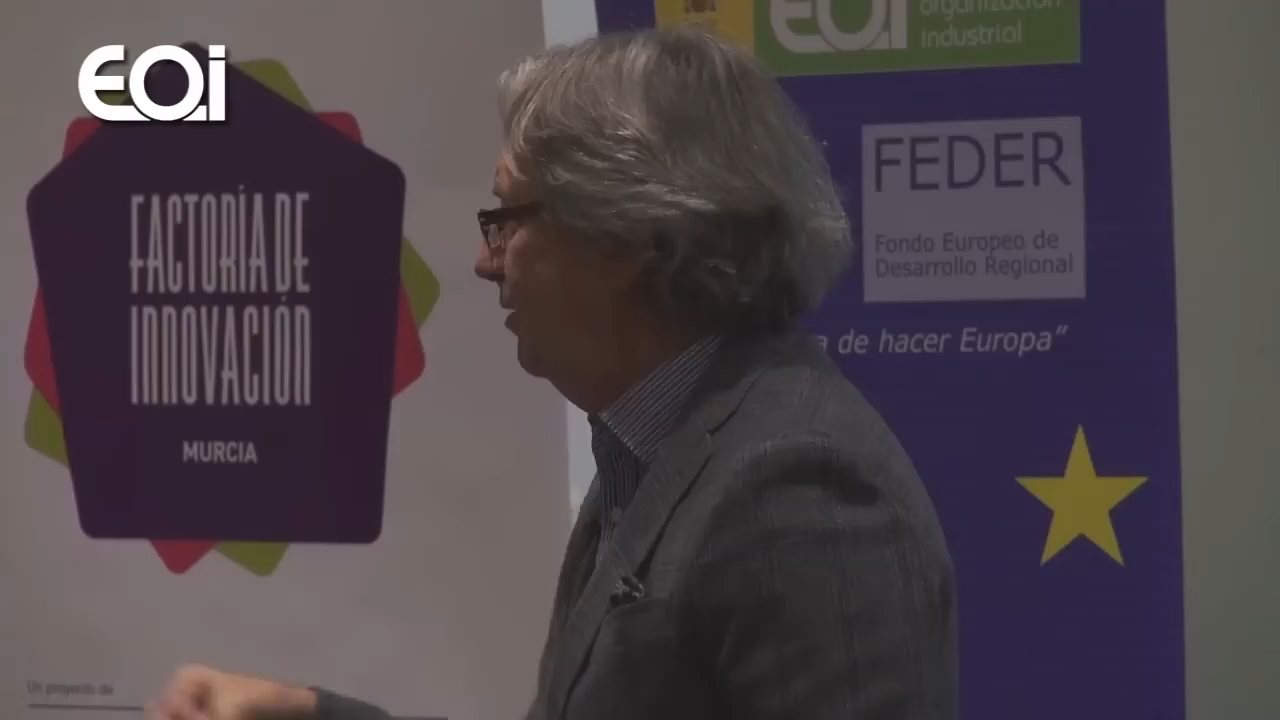 EOi
FACTORÍA DE
INNOVACIÓN
MURCIA
Un proyecto de
EOi
organización
industrial
FEDER
Fondo Europeo de
Desarrollo Regional
de hacer Europa”